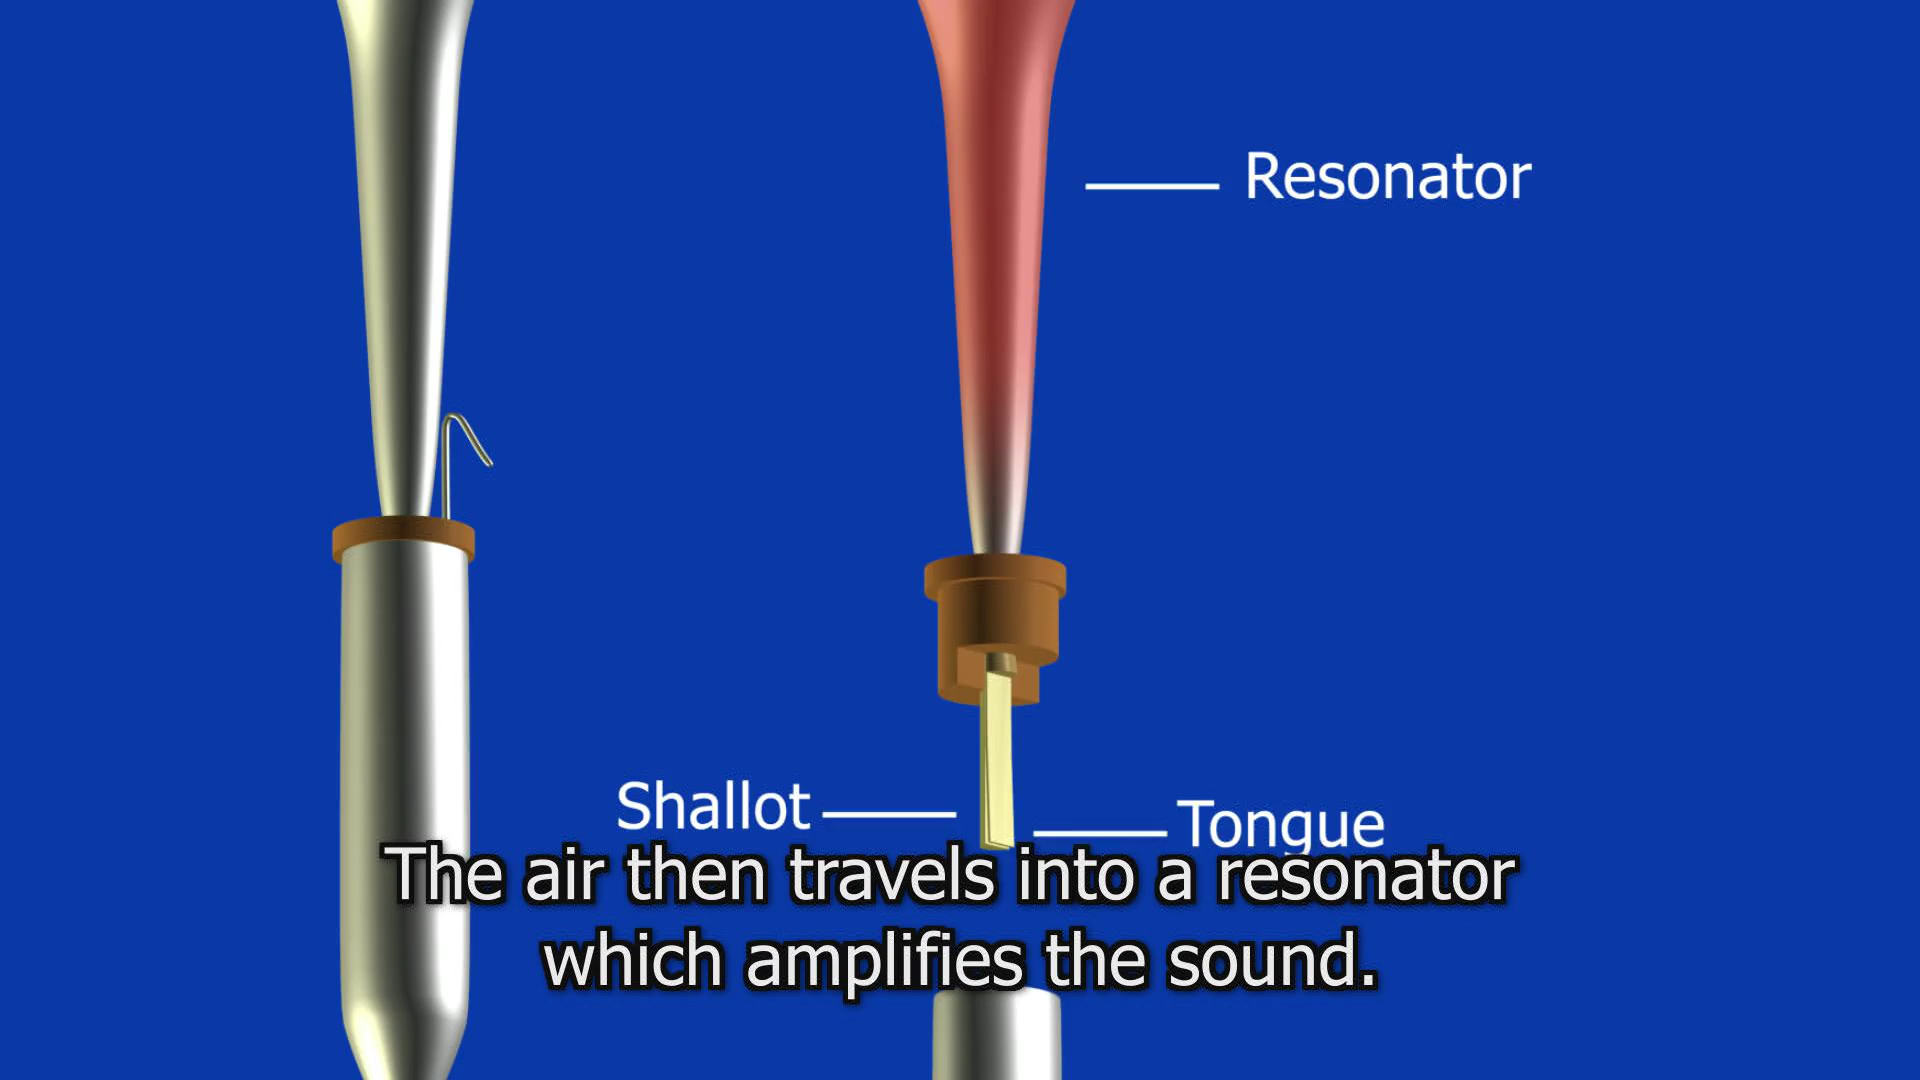 Resonator
Shallot
Tongue
The air then travels into a resonator
which amplifies the sound.